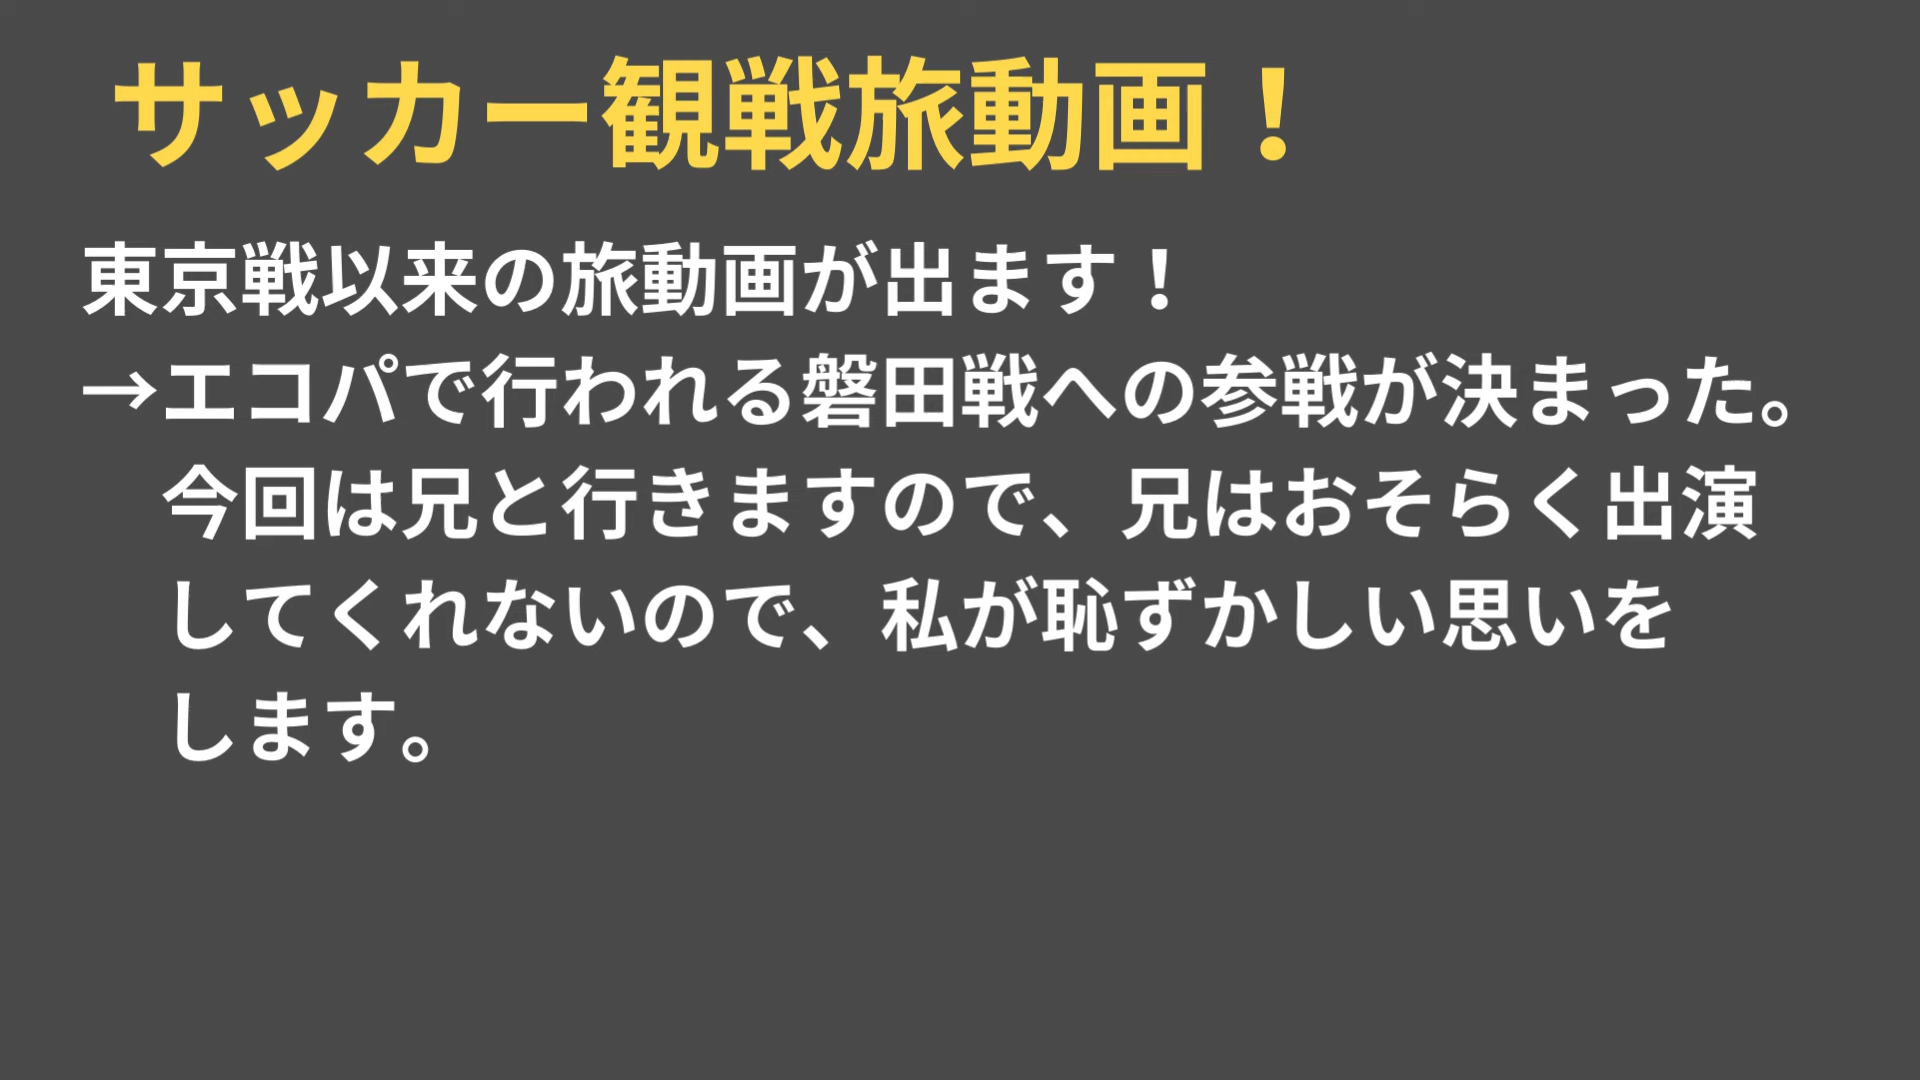 サッカー観戦旅動画！
東京戦以来の旅動画が出ます！
→エコパで行われる磐田戦への参戦が決まった。
今回は兄と行きますので、兄はおそらく出演
してくれないので、私が恥ずかしい思いを
します。